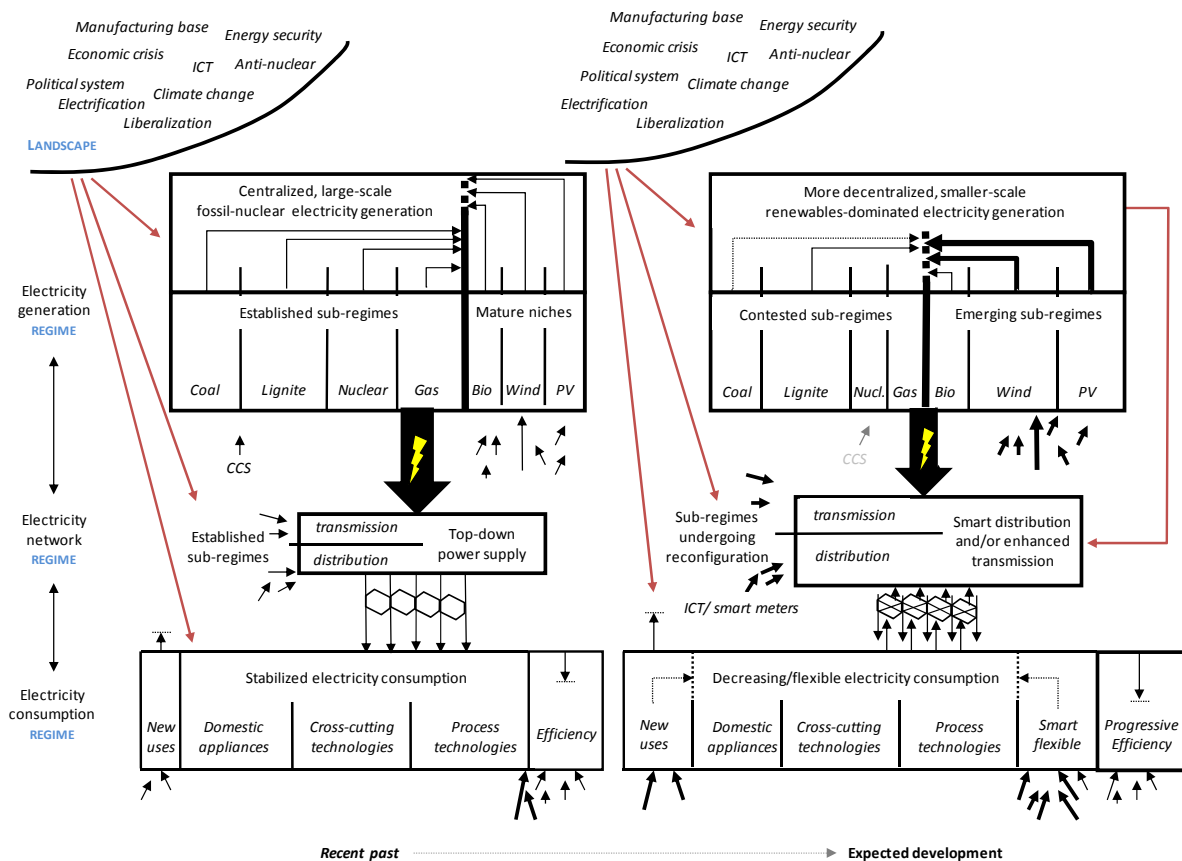 Manufacturing base
Energy security
Economic crisis
ICT
Anti-nuclear
Political system
Climate change
Electrification
Liberalization
LANDSCAPE
Manufacturing base
Energy security
Economic crisis
ICT
Anti-nuclear
Political system
Climate change
Electrification
Liberalization
Centralized, large-scale
fossil-nuclear electricity generation
More decentralized, smaller-scale
renewables-dominated electricity generation
Electricity
generation
REGIME
Established sub-regimes
Mature niches
Coal
Lignite
Nuclear
Gas
Bio
Wind
PV
CCS
Contested sub-regimes
Emerging sub-regimes
Coal
Lignite
Nucl.
Gas
Bio
Wind
PV
CCS
Electricity
network
REGIME
Established
sub-regimes
transmission
distribution
Top-down
power supply
Sub-regimes
undergoing
reconfiguration
transmission
distribution
Smart distribution
and/or enhanced
transmission
ICT/ smart meters
Electricity
consumption
REGIME
Stabilized electricity consumption
New
uses
Domestic
appliances
Cross-cutting
technologies
Process
technologies
Efficiency
Decreasing/flexible electricity consumption
New
uses
Domestic
appliances
Cross-cutting
technologies
Process
technologies
Smart
flexible
Progressive
Efficiency
Recent past
Expected development